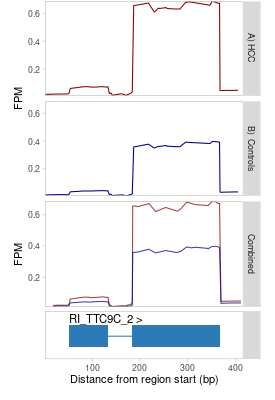 0.6
0.4
0.2
FPM
A) HCC
0.6
0.4
0.2
B) Controls
0.6
0.4
0.2
FPM
Combined
RI_TTC9C_2 >
100 200 300 400
Distance from region start (bp)